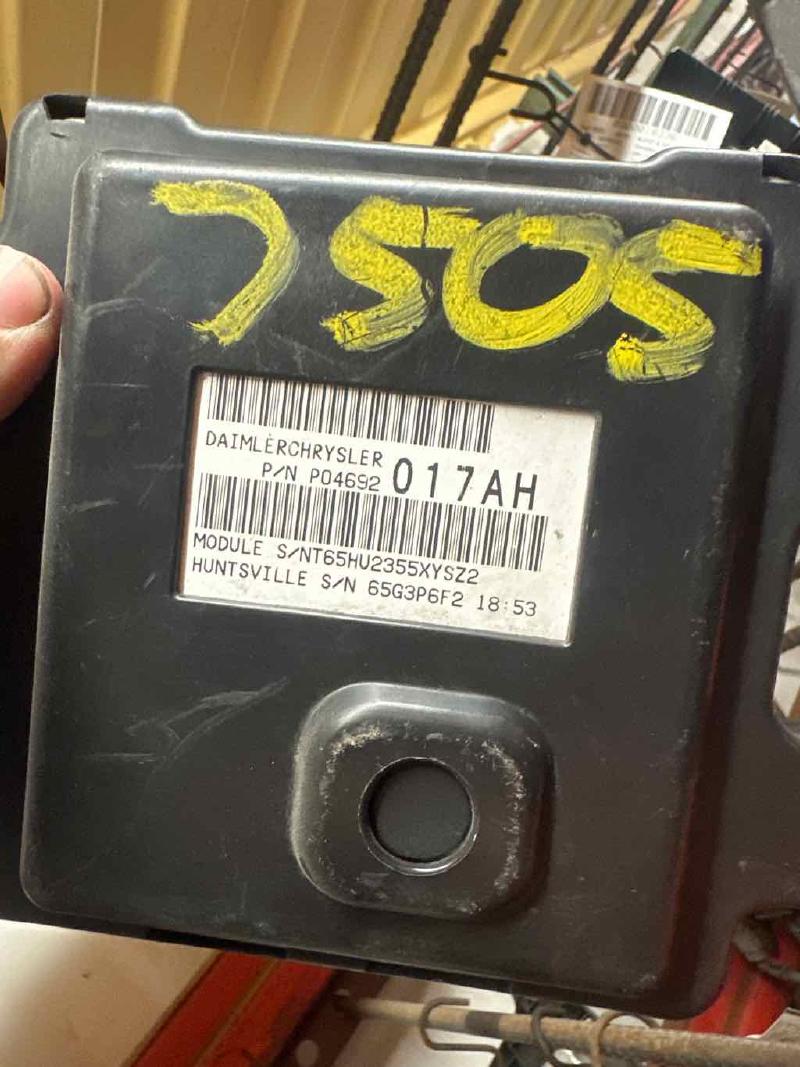 7505
DAIMLERCHRYSLER
P/N P04692 017AH
MODULE S/NT65HU2355XYSZ2
HUNTSVILLE S/N 65G3P6F2 18:53